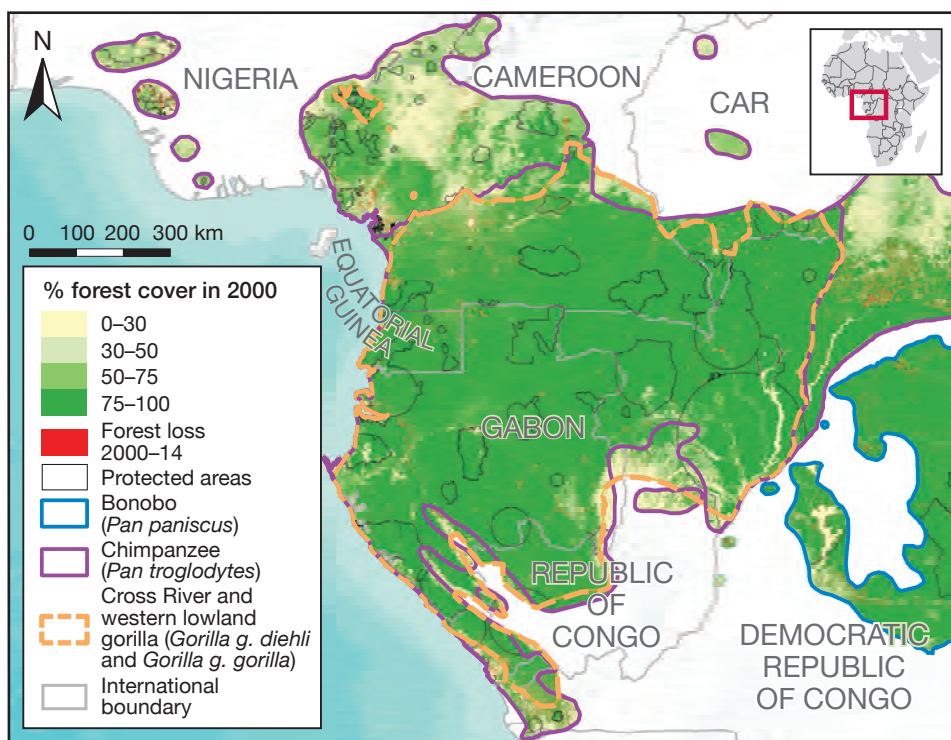 N
NIGERIA
CAMEROON
CAR
0 100 200 300 km
EQUATORIAL
GUINEA
GABON
REPUBLIC
OF
CONGO
DEMOCRATIC
REPUBLIC
OF CONGO
% forest cover in 2000
0–30
30–50
50–75
75–100
Forest loss
2000–14
Protected areas
Bonobo
(Pan paniscus)
Chimpanzee
(Pan troglodytes)
Cross River and
western lowland
gorilla (Gorilla g. diehli
and Gorilla g. gorilla)
International
boundary